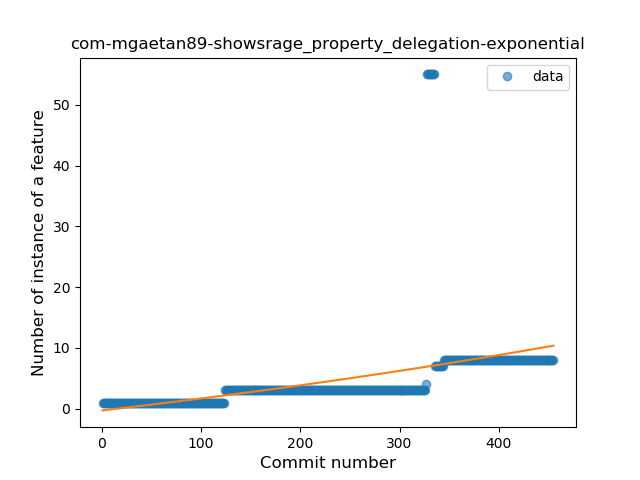 com-mgaetan89-showsrage_property_delegation-exponential
data
Number of instance of a feature
50
40
30
20
10
0
0 100 200 300 400
Commit number